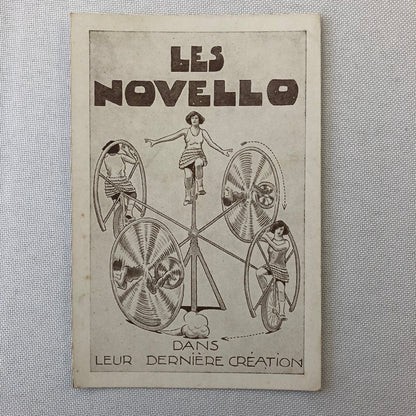 LES
NOVELLO
DANS
LEUR DERNIÈRE CRÉATION